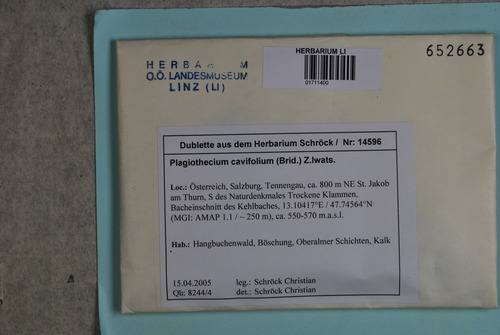 HERBARIUM LI
652663
HERBA M
O.Ö. LANDESMUSEUM
LINZ (LI)
01711400
Dublette aus dem Herbarium Schröck / Nr: 14596
Plagiothecium cavifolium (Brid.) Z.Iwats.
Loc.: Österreich, Salzburg, Tennengau, ca. 800 m NE St. Jakob
am Thurn, S des Naturdenkmales Trockene Klammen,
Bacheinschnitt des Kehlbaches, 13.10417°E / 47.74564°N
(MGI: AMAP 1.1 / ~ 250 m), ca. 550-570 m.a.s.l.
Hab.: Hangbuchenwald, Böschung, Oberalmer Schichten, Kalk
15.04.2005 leg.: Schröck Christian
Qu: 8244/4 det.: Schröck Christian